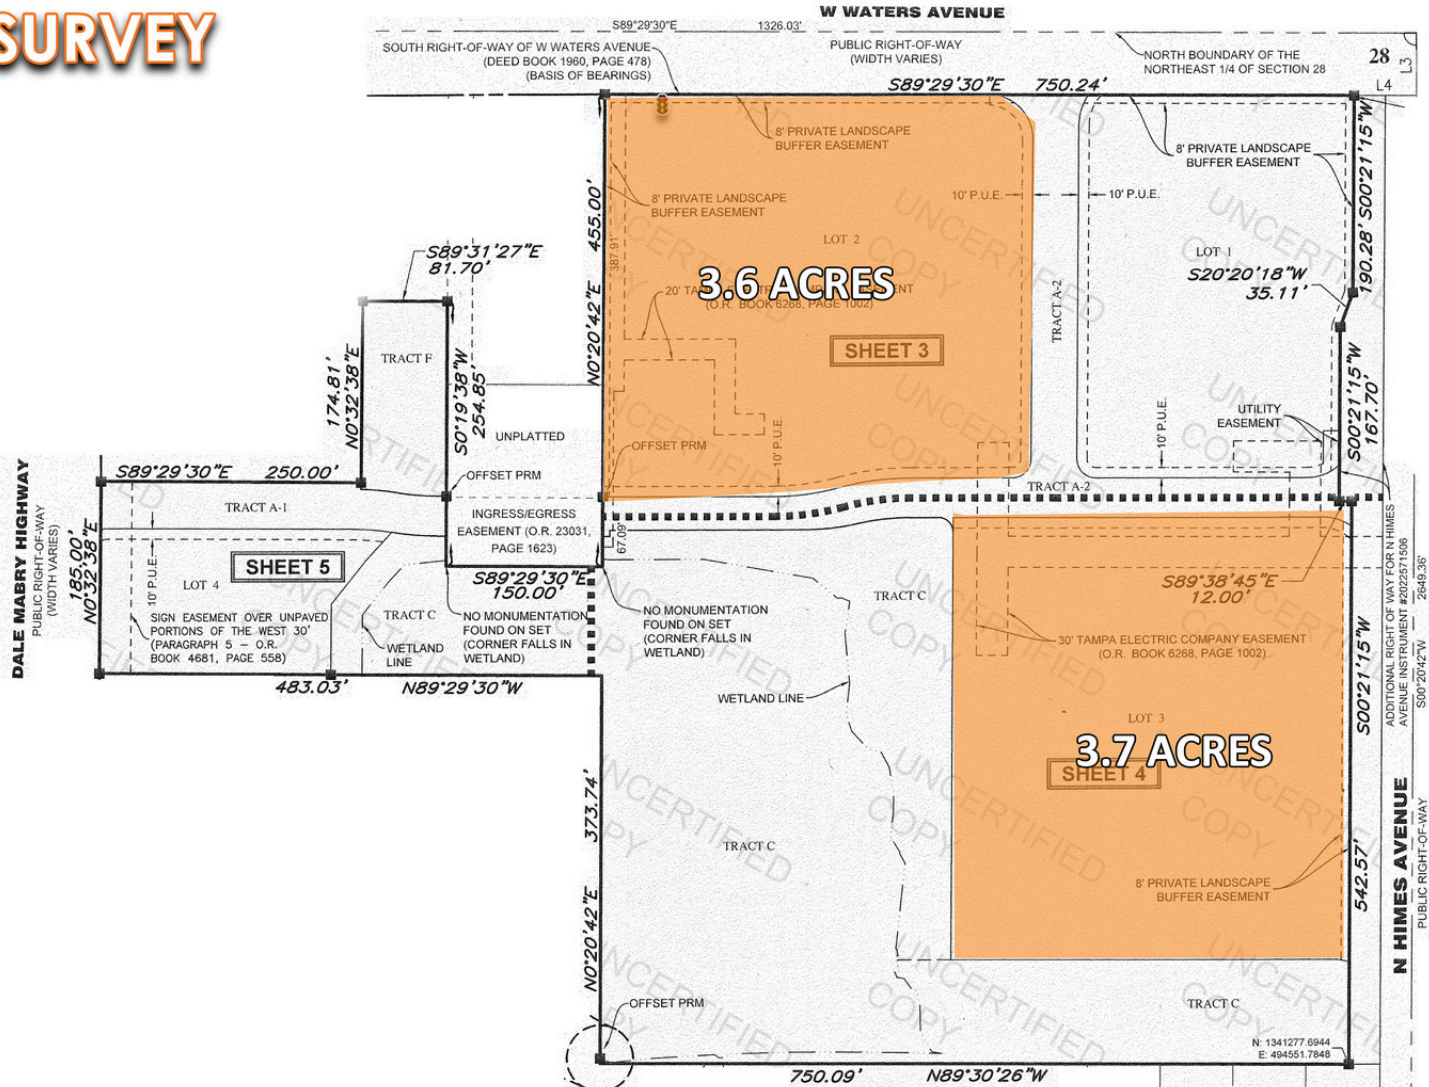 SURVEY
W WATERS AVENUE
S89°29'30"E 1326.03'
SOUTH RIGHT-OF-WAY OF W WATERS AVENUE
(DEED BOOK 1960, PAGE 478)
(BASIS OF BEARINGS)
PUBLIC RIGHT-OF-WAY
(WIDTH VARIES)
NORTH BOUNDARY OF THE
NORTHEAST 1/4 OF SECTION 28
28
L3
L4
S89°29'30"E 750.24'
8' PRIVATE LANDSCAPE
BUFFER EASEMENT
8' PRIVATE LANDSCAPE
BUFFER EASEMENT
8' PRIVATE LANDSCAPE
BUFFER EASEMENT
10' P.U.E.
10' P.U.E.
N0°20'42"E 455.00'
387.91'
LOT 2
3.6 ACRES
20' TAMPA ELECTRIC COMPANY EASEMENT
(O.R. BOOK 6268, PAGE 1002)
SHEET 3
TRACT A-2
LOT 1
S20°20'18"W
35.11'
190.28' S00°21'15"W
S00°21'15"W
167.70'
UTILITY
EASEMENT
10' P.U.E.
10' P.U.E.
OFFSET PRM
TRACT A-2
S89°31'27"E
81.70'
TRACT F
174.81'
N0°32'38"E
S0°19'38"W
254.85'
UNPLATTED
OFFSET PRM
S89°29'30"E 250.00'
TRACT A-1
DALE MABRY HIGHWAY
PUBLIC RIGHT-OF-WAY
(WIDTH VARIES)
185.00'
N0°32'38"E
10' P.U.E.
LOT 4
SHEET 5
SIGN EASEMENT OVER UNPAVED
PORTIONS OF THE WEST 30'
(PARAGRAPH 5 – O.R.
BOOK 4681, PAGE 558)
TRACT C
WETLAND
LINE
483.03' N89°29'30"W
INGRESS/EGRESS
EASEMENT (O.R. 23031,
PAGE 1623)
67.09'
S89°29'30"E
150.00'
NO MONUMENTATION
FOUND ON SET
(CORNER FALLS IN
WETLAND)
NO MONUMENTATION
FOUND ON SET
(CORNER FALLS IN
WETLAND)
TRACT C
WETLAND LINE
S89°38'45"E
12.00'
30' TAMPA ELECTRIC COMPANY EASEMENT
(O.R. BOOK 6268, PAGE 1002)
LOT 3
3.7 ACRES
SHEET 4
8' PRIVATE LANDSCAPE
BUFFER EASEMENT
S00°21'15"W
542.57'
ADDITIONAL RIGHT OF WAY FOR N HIMES
AVENUE INSTRUMENT #2022571506
S00°20'42"W 2649.36'
N HIMES AVENUE
PUBLIC RIGHT-OF-WAY
TRACT C
N0°20'42"E 373.74'
OFFSET PRM
TRACT C
N: 1341277.6944
E: 494551.7848
750.09' N89°30'26"W
UNCERTIFIED
COPY